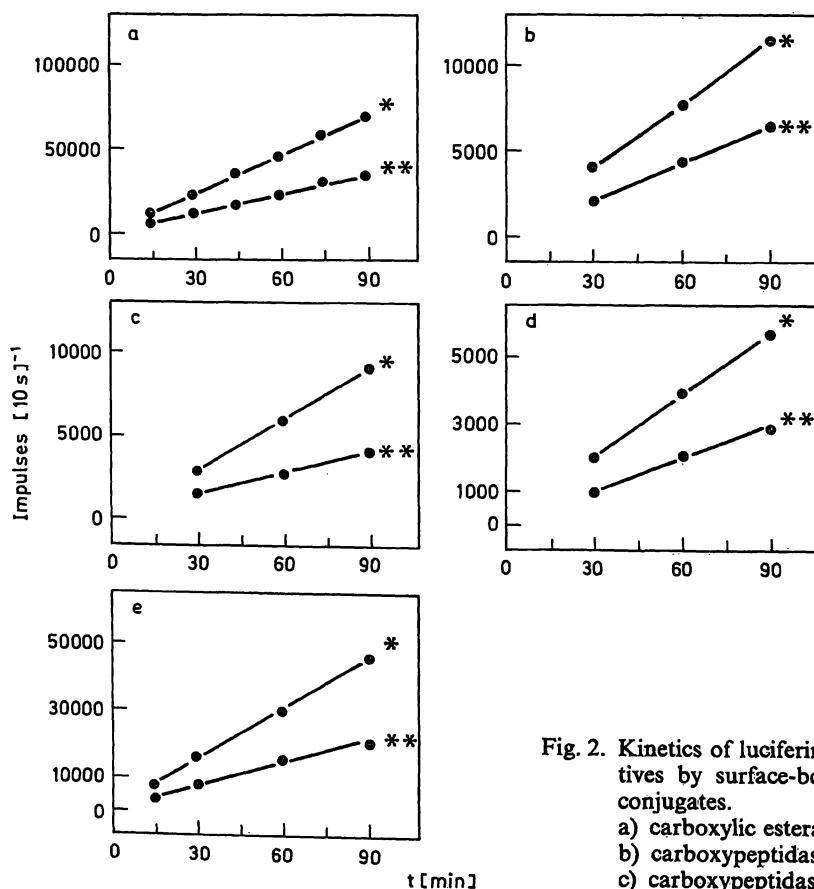 a
100000
50000
0
*
**
0 30 60 90
b
10000
5000
0
*
**
0 30 60 90
c
10000
5000
0
*
**
0 30 60 90
d
5000
3000
1000
0
*
**
0 30 60 90
e
50000
30000
10000
0
*
**
0 30 60 90
Impulses [10 s]⁻¹
t [min]
Fig. 2. Kinetics of luciferin
tives by surface-bo
conjugates.
a) carboxylic estera
b) carboxypeptidas
c) carboxypeptidas